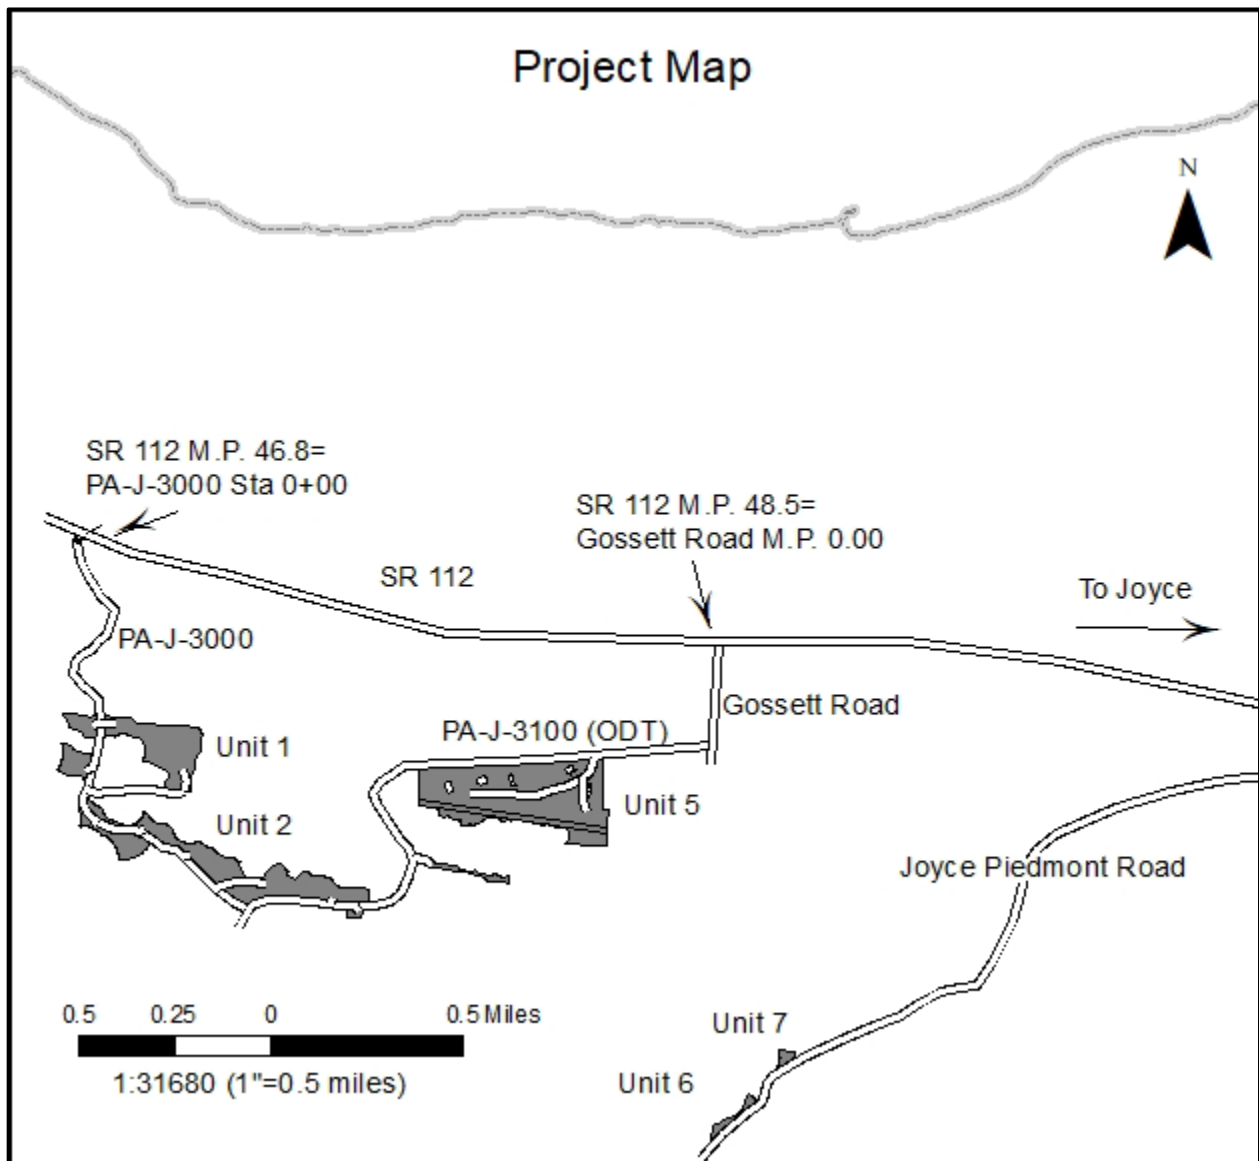 Project Map
N
SR 112 M.P. 46.8=
PA-J-3000 Sta 0+00
SR 112 M.P. 48.5=
Gossett Road M.P. 0.00
SR 112
To Joyce
PA-J-3000
Gossett Road
PA-J-3100 (ODT)
Unit 1
Unit 5
Unit 2
Joyce Piedmont Road
0.5 0.25 0 0.5 Miles
1:31680 (1"=0.5 miles)
Unit 7
Unit 6